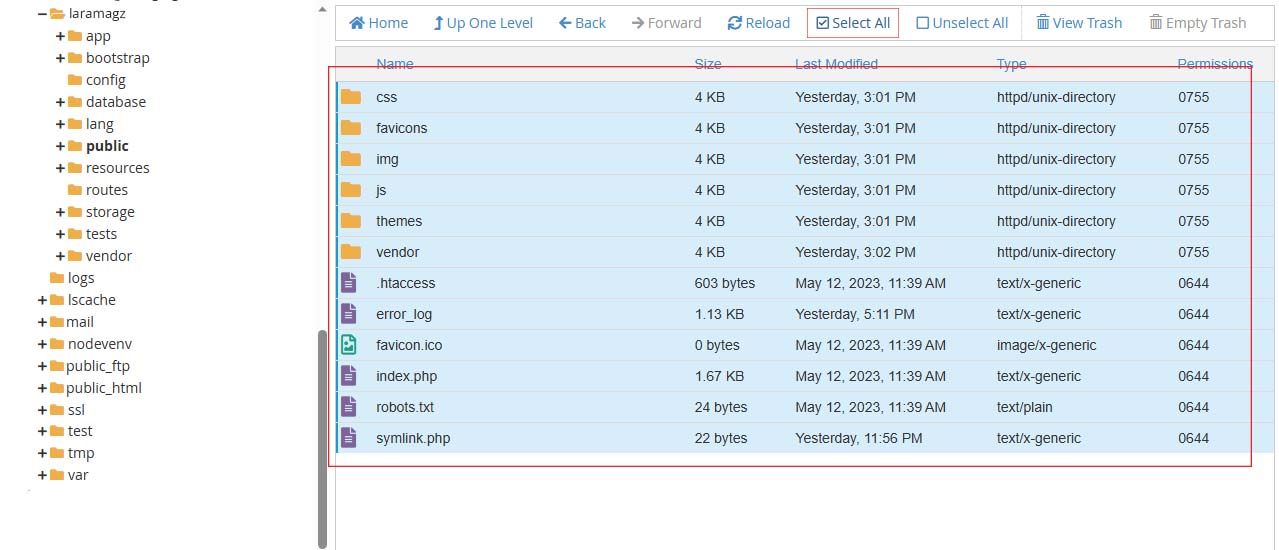 laramagz
app
bootstrap
config
database
lang
public
resources
routes
storage
tests
vendor
logs
lscache
mail
nodevenv
public_ftp
public_html
ssl
test
tmp
var
Home Up One Level Back Forward Reload Select All Unselect All View Trash Empty Trash
Name Size Last Modified Type Permissions
css 4 KB Yesterday, 3:01 PM httpd/unix-directory 0755
favicons 4 KB Yesterday, 3:01 PM httpd/unix-directory 0755
img 4 KB Yesterday, 3:01 PM httpd/unix-directory 0755
js 4 KB Yesterday, 3:01 PM httpd/unix-directory 0755
themes 4 KB Yesterday, 3:01 PM httpd/unix-directory 0755
vendor 4 KB Yesterday, 3:02 PM httpd/unix-directory 0755
.htaccess 603 bytes May 12, 2023, 11:39 AM text/x-generic 0644
error_log 1.13 KB Yesterday, 5:11 PM text/x-generic 0644
favicon.ico 0 bytes May 12, 2023, 11:39 AM image/x-generic 0644
index.php 1.67 KB May 12, 2023, 11:39 AM text/x-generic 0644
robots.txt 24 bytes May 12, 2023, 11:39 AM text/plain 0644
symlink.php 22 bytes Yesterday, 11:56 PM text/x-generic 0644